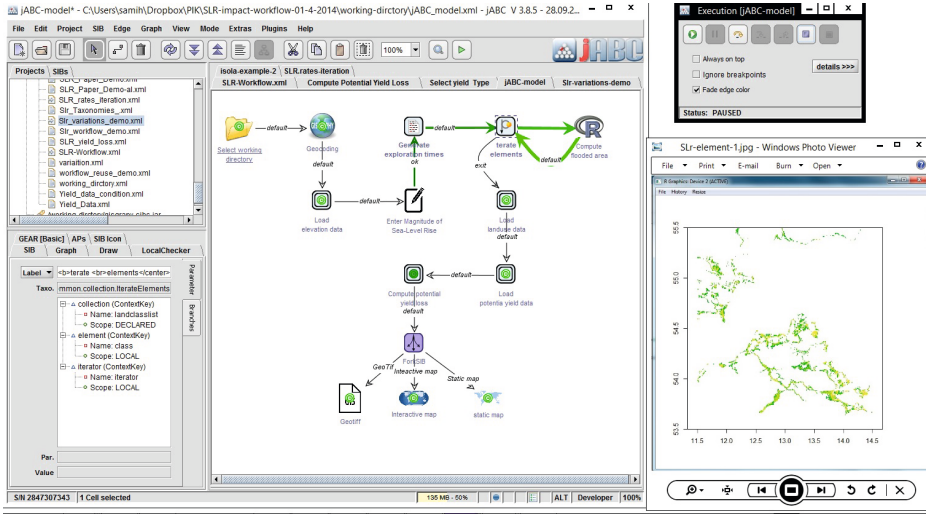 jABC-model* - C:\Users\samih\Dropbox\PIK\SLR-impact-workflow-01-4-2014\working-dirctory\jABC_model.xml - jABC V 3.8.5 - 28.09.2...
File Edit Project SIB Edit Graph View Mode Extras Plugins Help
100%
jABC
Projects SIBs
SLR_Paper_Demo.xml
SLR_Paper_Demo-al.xml
SLR_rates_iteration.xml
Slr_Taxonomies_.xml
Slr_variations_demo.xml
Slr_workflow_demo.xml
SLR_yield_loss.xml
SLR-Workflow.xml
variaition.xml
workflow_reuse_demo.xml
working_dirctory.xml
Yield_data_condition.xml
Yield_Data.xml
GEAR [Basic] APs SIB Icon
SIB Graph Draw LocalChecker
Label <b>terate <br>elements</center>
Taxo. mmon.collection.IterateElements
collection (ContextKey)
Name: landclasslist
Scope: DECLARED
element (ContextKey)
Name: class
Scope: LOCAL
iterator (ContextKey)
Name: iterator
Scope: LOCAL
Parameter
Branches
Par.
Value
S/N 2847307343 1 Cell selected
isola-example-2 SLR.rates-iteration
SLR-Workflow.xml Compute Potential Yield Loss Select yield Type jABC-model Slr-variations-demo
Select working
directory
default
Geocoding
default
Load
elevation data
default
Enter Magnitude of
Sea-Level Rise
ok
Generate
exploration times
default
terate
elements
default
Compute
flooded area
exit
Load
landuse data
default
Load
potentia yield data
default
Compute potential
yield loss
default
ForkSIB
GeoTif
Interactive map
Static map
Geotiff
Interactive map
static map
135 MB - 50% ALT Developer 100%
Execution [jABC-model]
Always on top
Ignore breakpoints
Fade edge color
details >>>
Status: PAUSED
Slr-element-1.jpg - Windows Photo Viewer
File Print E-mail Burn Open
R Graphics Device 2 (ACTIVE)
File History Resize
55.5
55.0
54.5
54.0
53.5
11.5 12.0 12.5 13.0 13.5 14.0 14.5